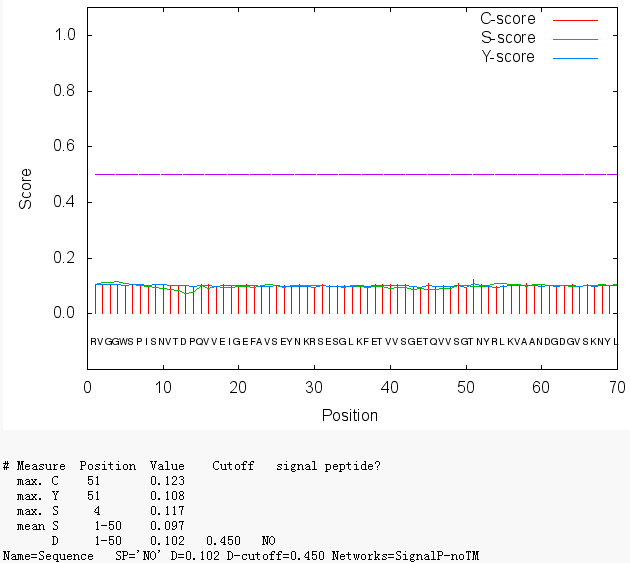 C-score
S-score
Y-score
1.0
0.8
0.6
0.4
0.2
0.0
Score
RVGGWSPISNVTDPQVVEIGEFAVSEYNKRSESGLKFETVVSGETQVVSGTNYRLKVAANDGDGVSKNYL
0 10 20 30 40 50 60 70
Position
# Measure Position Value Cutoff signal peptide?
max. C 51 0.123
max. Y 51 0.108
max. S 4 0.117
mean S 1-50 0.097
D 1-50 0.102 0.450 NO
Name=Sequence SP='NO' D=0.102 D-cutoff=0.450 Networks=SignalP-noTM